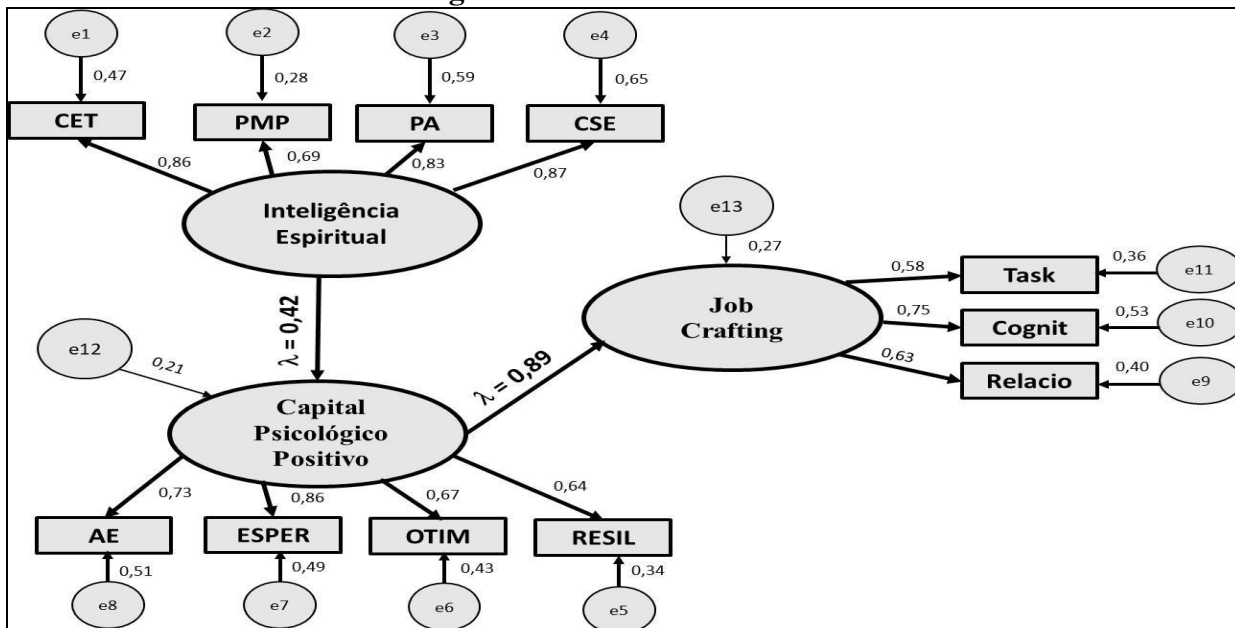 e1
e2
e3
e4
0,47
0,28
0,59
0,65
CET
PMP
PA
CSE
0,86
0,69
0,83
0,87
Inteligência
Espiritual
e13
0,27
0,58
Task
0,36
e11
Job
Crafting
0,75
Cognit
0,53
e10
0,63
Relacio
0,40
e9
λ = 0,42
e12
0,21
λ = 0,89
Capital
Psicológico
Positivo
0,73
0,86
0,67
0,64
AE
ESPER
OTIM
RESIL
0,51
0,49
0,43
0,34
e8
e7
e6
e5